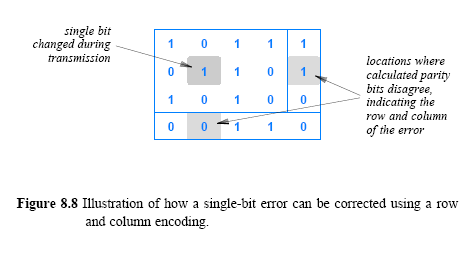 single bit
changed during
transmission
1 0 1 1 1
0 1 1 0 1
1 0 1 0 0
0 0 1 1 0
locations where
calculated parity
bits disagree,
indicating the
row and column
of the error
Figure 8.8 Illustration of how a single-bit error can be corrected using a row
and column encoding.